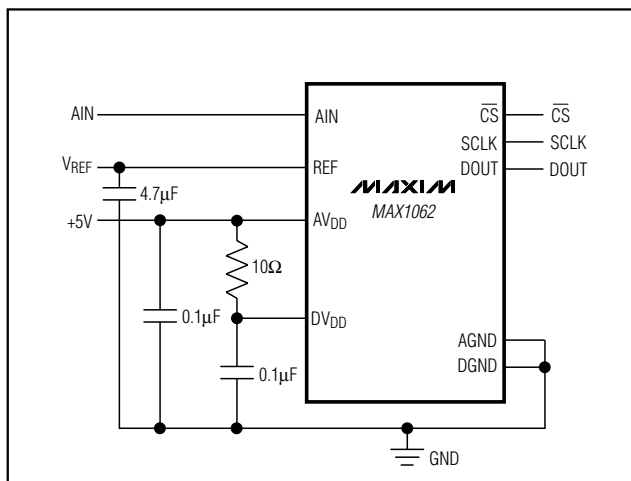 AIN
AIN
CS
CS
SCLK
SCLK
VREF
REF
DOUT
DOUT
MAXIM
MAX1062
4.7µF
+5V
AVDD
10Ω
0.1µF
DVDD
AGND
DGND
0.1µF
GND